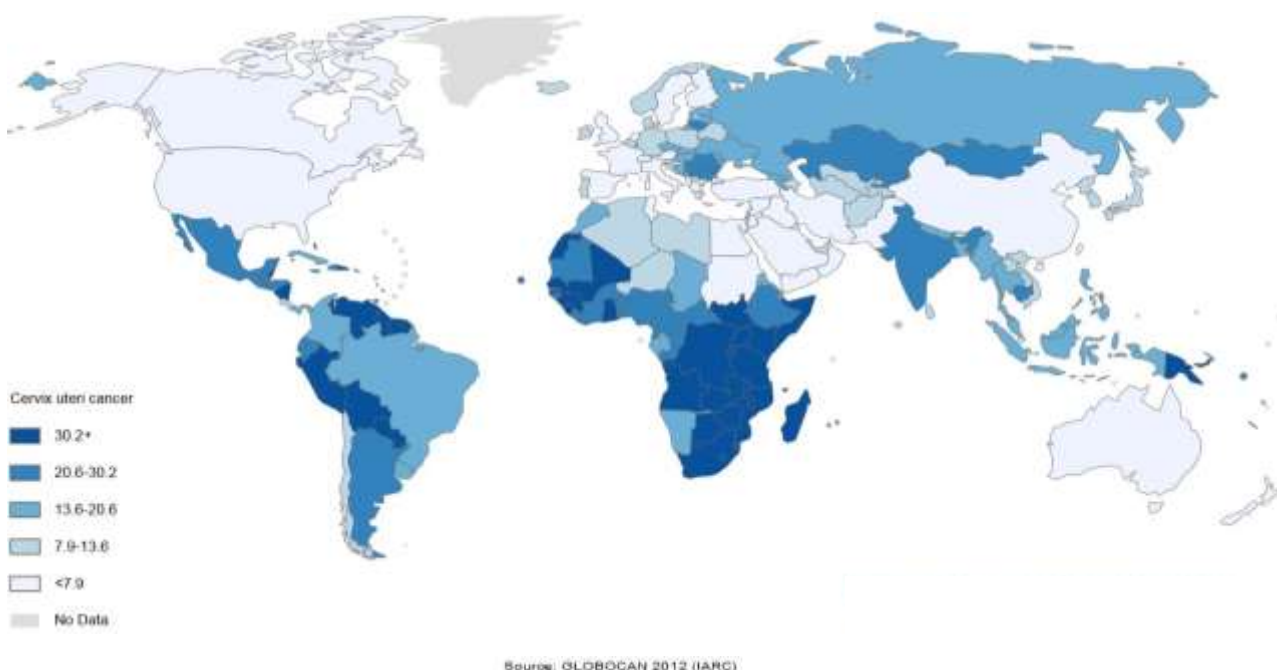 Cervix uteri cancer
30.2+
20.6-30.2
13.6-20.6
7.9-13.6
<7.9
No Data
Source: GLOBOCAN 2012 (IARC)